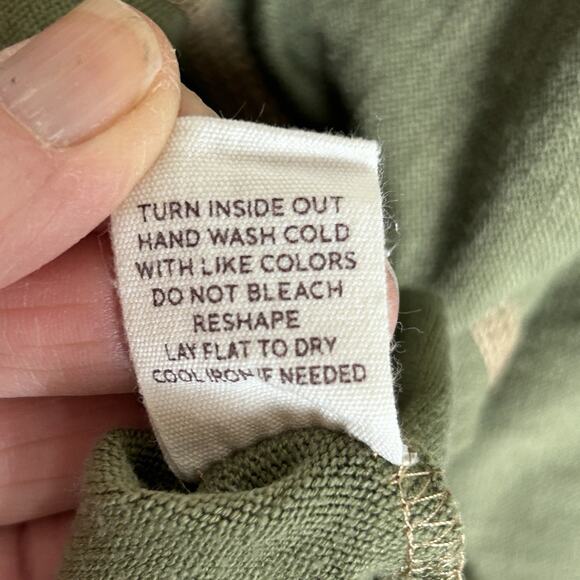 TURN INSIDE OUT
HAND WASH COLD
WITH LIKE COLORS
DO NOT BLEACH
RESHAPE
LAY FLAT TO DRY
COOL IRON IF NEEDED